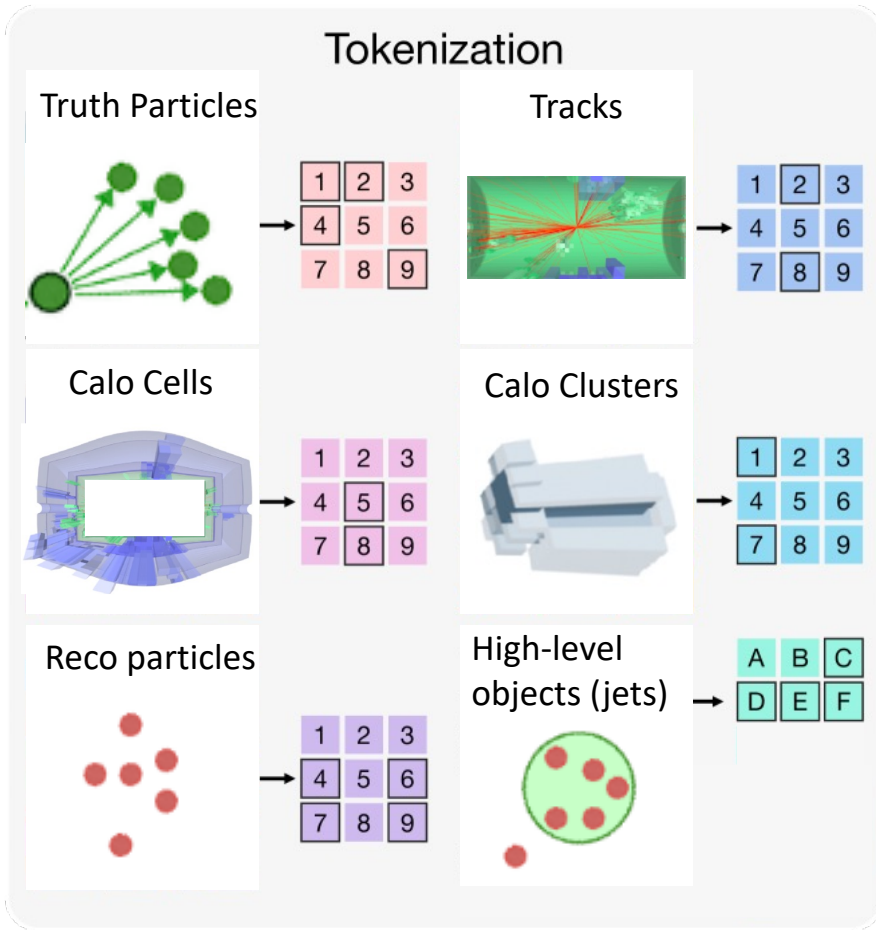 Tokenization
Truth Particles
1 2 3
4 5 6
7 8 9
Tracks
1 2 3
4 5 6
7 8 9
Calo Cells
1 2 3
4 5 6
7 8 9
Calo Clusters
1 2 3
4 5 6
7 8 9
Reco particles
1 2 3
4 5 6
7 8 9
High-level
objects (jets)
A B C
D E F